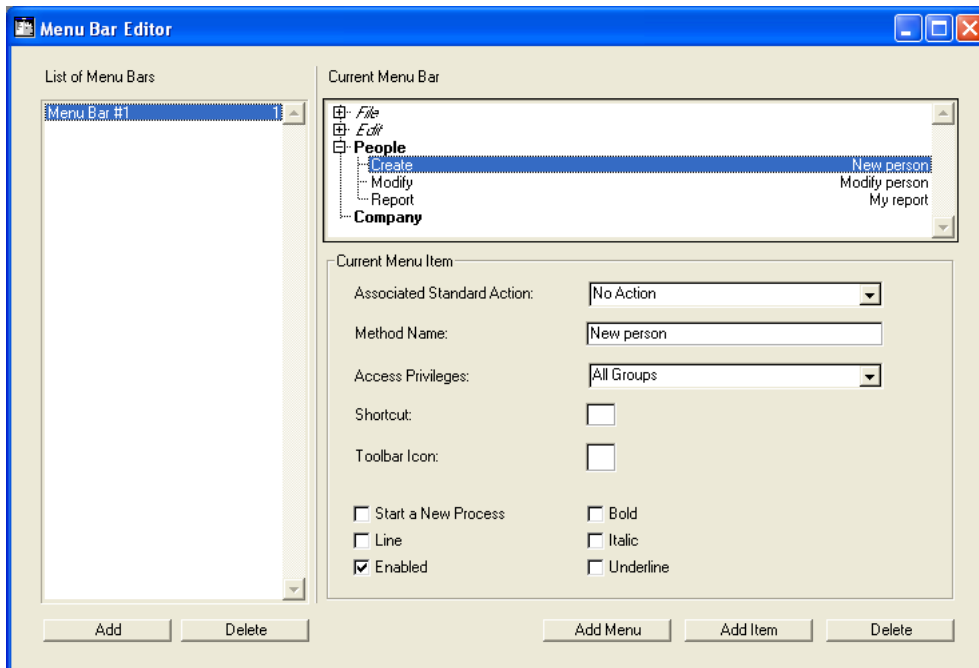 Menu Bar Editor
List of Menu Bars
Menu Bar #1 1
Current Menu Bar
File
Edit
People
Create New person
Modify Modify person
Report My report
Company
Current Menu Item
Associated Standard Action: No Action
Method Name: New person
Access Privileges: All Groups
Shortcut:
Toolbar Icon:
Start a New Process Bold
Line Italic
Enabled Underline
Add Delete Add Menu Add Item Delete